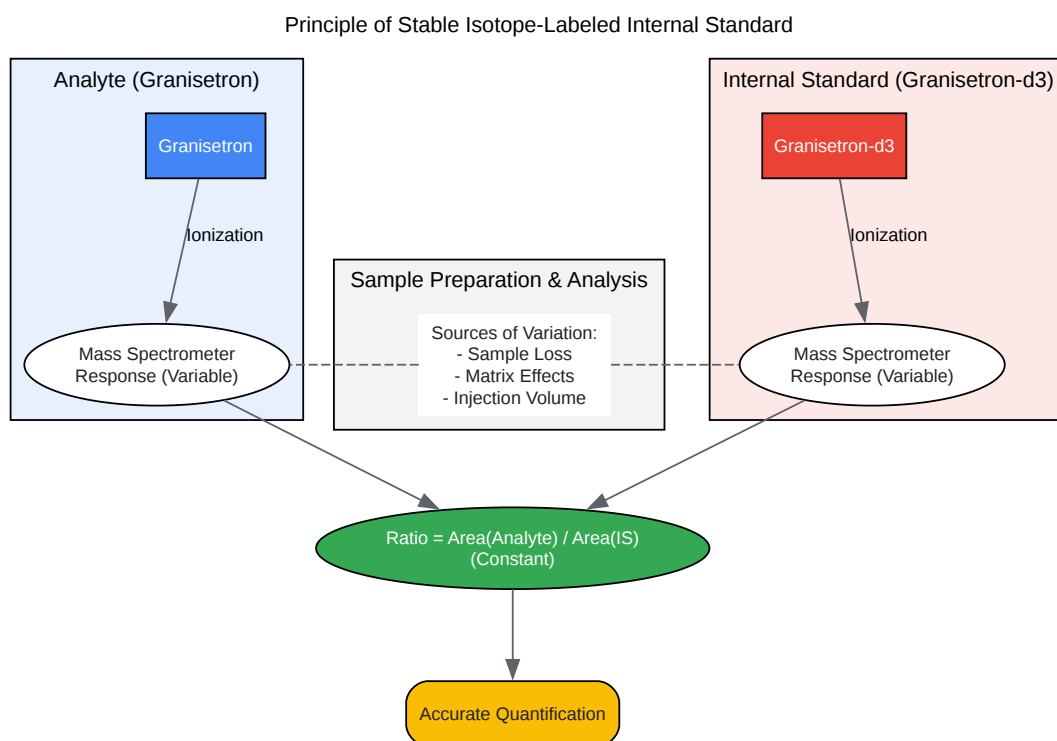 Principle of Stable Isotope-Labeled Internal Standard
Analyte (Granisetron)
Granisetron
Ionization
Mass Spectrometer
Response (Variable)
Internal Standard (Granisetron-d3)
Granisetron-d3
Ionization
Mass Spectrometer
Response (Variable)
Sample Preparation & Analysis
Sources of Variation:
- Sample Loss
- Matrix Effects
- Injection Volume
Ratio = Area(Analyte) / Area(IS)
(Constant)
Accurate Quantification